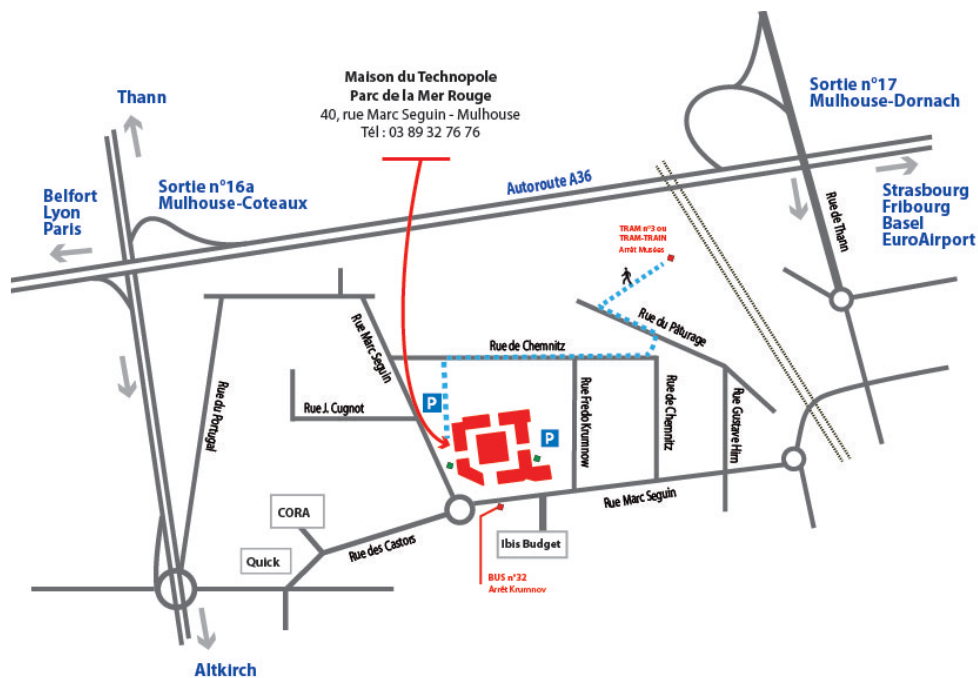 Maison du Technopole
Parc de la Mer Rouge
40, rue Marc Seguin - Mulhouse
Tél : 03 89 32 76 76
Sortie n°17
Mulhouse-Dornach
Thann
Belfort
Lyon
Paris
Sortie n°16a
Mulhouse-Coteaux
Autoroute A36
Strasbourg
Fribourg
Basel
EuroAirport
Rue de Thann
TRAM n°3 ou
TRAM-TRAIN
Arrêt Musées
Rue du Pâturage
Rue de Chemnitz
Rue Marc Seguin
Rue du Portugal
Rue J. Cugnot
P
P
Rue Fredo Krumnow
Rue de Chemnitz
Rue Gustave Hirn
Rue Marc Seguin
CORA
Quick
Rue des Castors
Ibis Budget
BUS n°32
Arrêt Krumnov
Altkirch